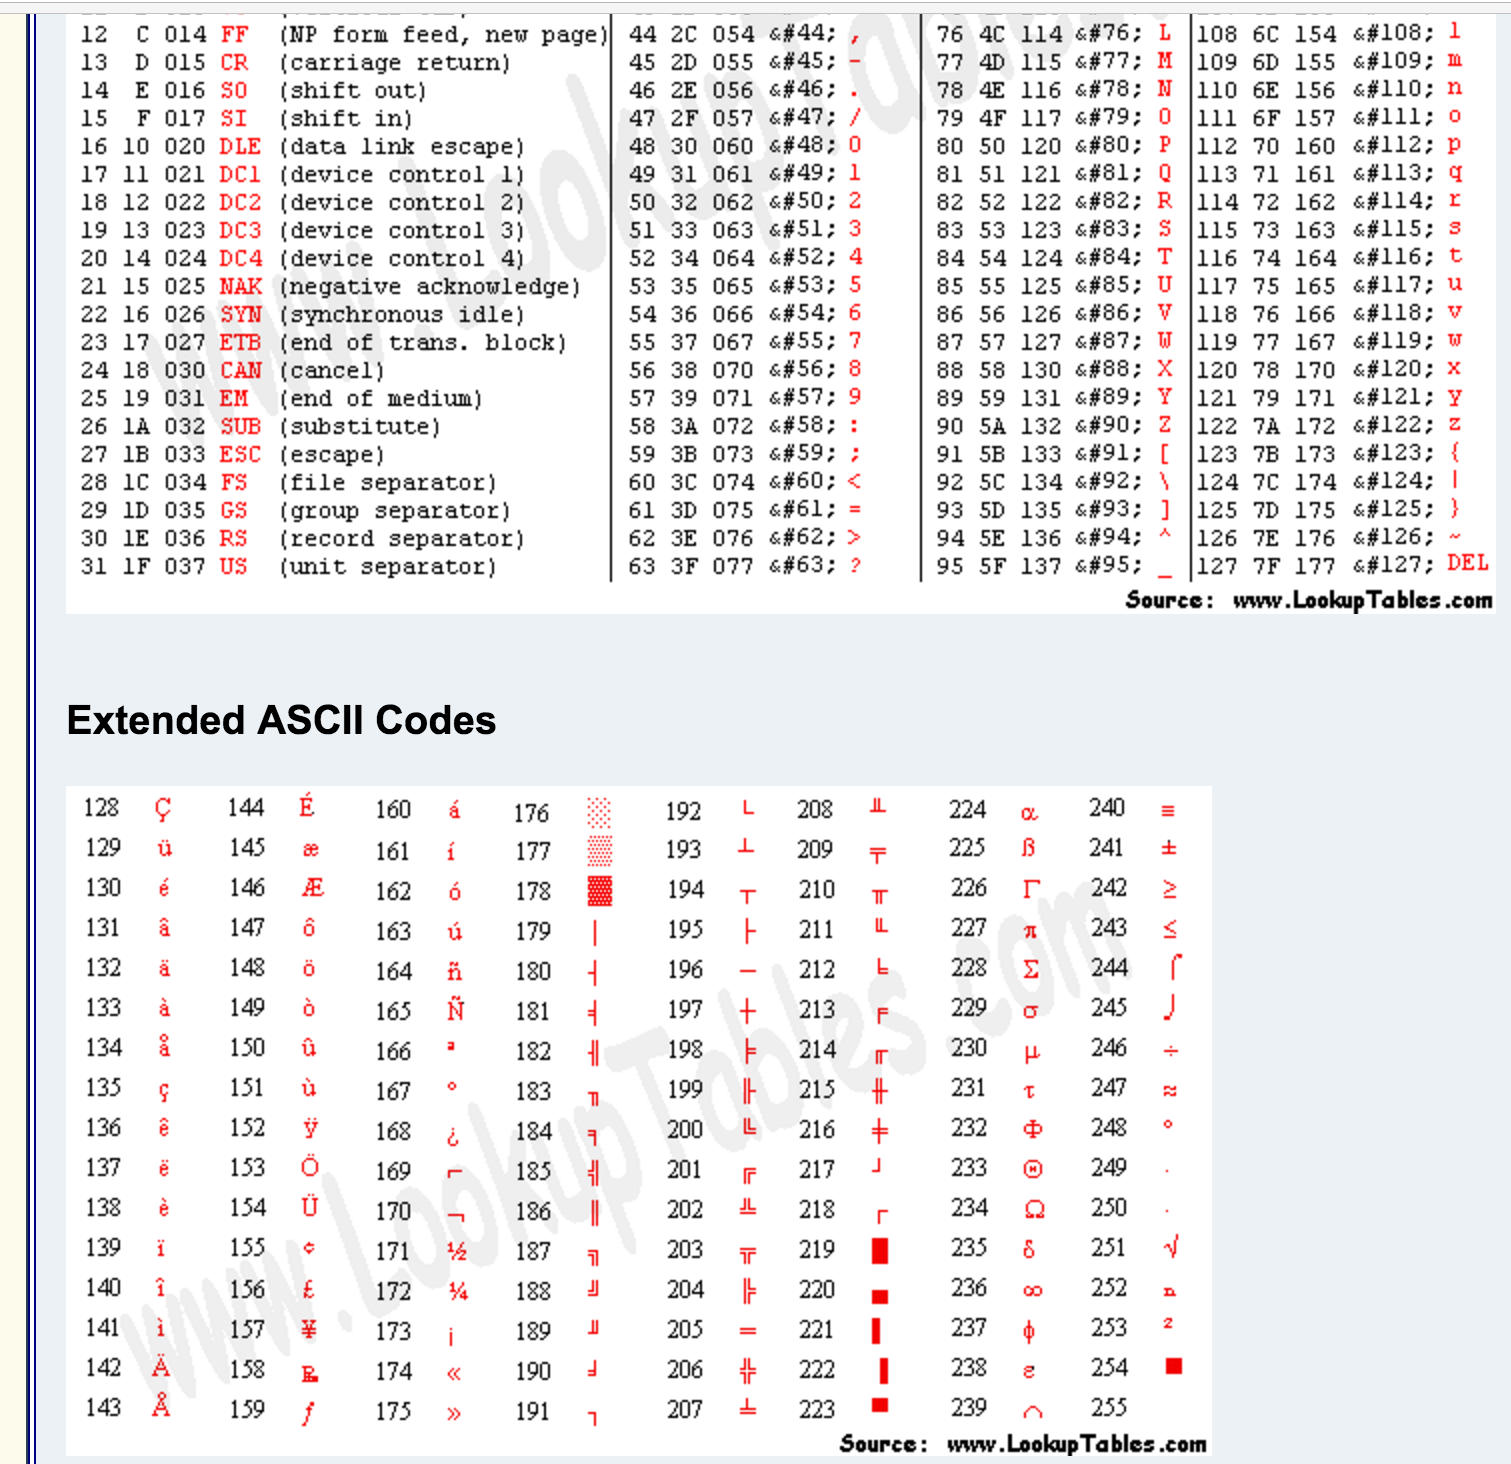 12 C 014 FF (NP form feed, new page) 44 2C 054 &#44; , 76 4C 114 &#76; L 108 6C 154 &#108; l
13 D 015 CR (carriage return) 45 2D 055 &#45; - 77 4D 115 &#77; M 109 6D 155 &#109; m
14 E 016 SO (shift out) 46 2E 056 &#46; . 78 4E 116 &#78; N 110 6E 156 &#110; n
15 F 017 SI (shift in) 47 2F 057 &#47; / 79 4F 117 &#79; O 111 6F 157 &#111; o
16 10 020 DLE (data link escape) 48 30 060 &#48; 0 80 50 120 &#80; P 112 70 160 &#112; p
17 11 021 DC1 (device control 1) 49 31 061 &#49; 1 81 51 121 &#81; Q 113 71 161 &#113; q
18 12 022 DC2 (device control 2) 50 32 062 &#50; 2 82 52 122 &#82; R 114 72 162 &#114; r
19 13 023 DC3 (device control 3) 51 33 063 &#51; 3 83 53 123 &#83; S 115 73 163 &#115; s
20 14 024 DC4 (device control 4) 52 34 064 &#52; 4 84 54 124 &#84; T 116 74 164 &#116; t
21 15 025 NAK (negative acknowledge) 53 35 065 &#53; 5 85 55 125 &#85; U 117 75 165 &#117; u
22 16 026 SYN (synchronous idle) 54 36 066 &#54; 6 86 56 126 &#86; V 118 76 166 &#118; v
23 17 027 ETB (end of trans. block) 55 37 067 &#55; 7 87 57 127 &#87; W 119 77 167 &#119; w
24 18 030 CAN (cancel) 56 38 070 &#56; 8 88 58 130 &#88; X 120 78 170 &#120; x
25 19 031 EM (end of medium) 57 39 071 &#57; 9 89 59 131 &#89; Y 121 79 171 &#121; y
26 1A 032 SUB (substitute) 58 3A 072 &#58; : 90 5A 132 &#90; Z 122 7A 172 &#122; z
27 1B 033 ESC (escape) 59 3B 073 &#59; ; 91 5B 133 &#91; [ 123 7B 173 &#123; {
28 1C 034 FS (file separator) 60 3C 074 &#60; < 92 5C 134 &#92; \ 124 7C 174 &#124; |
29 1D 035 GS (group separator) 61 3D 075 &#61; = 93 5D 135 &#93; ] 125 7D 175 &#125; }
30 1E 036 RS (record separator) 62 3E 076 &#62; > 94 5E 136 &#94; ^ 126 7E 176 &#126; ~
31 1F 037 US (unit separator) 63 3F 077 &#63; ? 95 5F 137 &#95; _ 127 7F 177 &#127; DEL
Source: www.LookupTables.com
Extended ASCII Codes
128 Ç 144 É 160 á 176 ░ 192 └ 208 ╨ 224 α 240 ≡
129 ü 145 æ 161 í 177 ▒ 193 ┴ 209 ╤ 225 ß 241 ±
130 é 146 Æ 162 ó 178 ▓ 194 ┬ 210 ╥ 226 Γ 242 ≥
131 â 147 ô 163 ú 179 │ 195 ├ 211 ╙ 227 π 243 ≤
132 ä 148 ö 164 ñ 180 ┤ 196 ─ 212 ╘ 228 Σ 244 ⌠
133 à 149 ò 165 Ñ 181 ╡ 197 ┼ 213 ╒ 229 σ 245 ⌡
134 å 150 û 166 ª 182 ╢ 198 ╞ 214 ╓ 230 µ 246 ÷
135 ç 151 ù 167 º 183 ╖ 199 ╟ 215 ╫ 231 τ 247 ≈
136 ê 152 ÿ 168 ¿ 184 ╕ 200 ╚ 216 ╪ 232 Φ 248 °
137 ë 153 Ö 169 ⌐ 185 ╣ 201 ╔ 217 ┘ 233 Θ 249 ∙
138 è 154 Ü 170 ¬ 186 ║ 202 ╩ 218 ┌ 234 Ω 250 ·
139 ï 155 ¢ 171 ½ 187 ╗ 203 ╦ 219 █ 235 δ 251 √
140 î 156 £ 172 ¼ 188 ╝ 204 ╠ 220 ▄ 236 ∞ 252 ⁿ
141 ì 157 ¥ 173 ¡ 189 ╜ 205 ═ 221 ▌ 237 φ 253 ²
142 Ä 158 ₧ 174 « 190 ╛ 206 ╬ 222 ▐ 238 ε 254 ■
143 Å 159 ƒ 175 » 191 ┐ 207 ╧ 223 ▀ 239 ∩ 255
Source: www.LookupTables.com
www.LookupTables.com
www.LookupTables